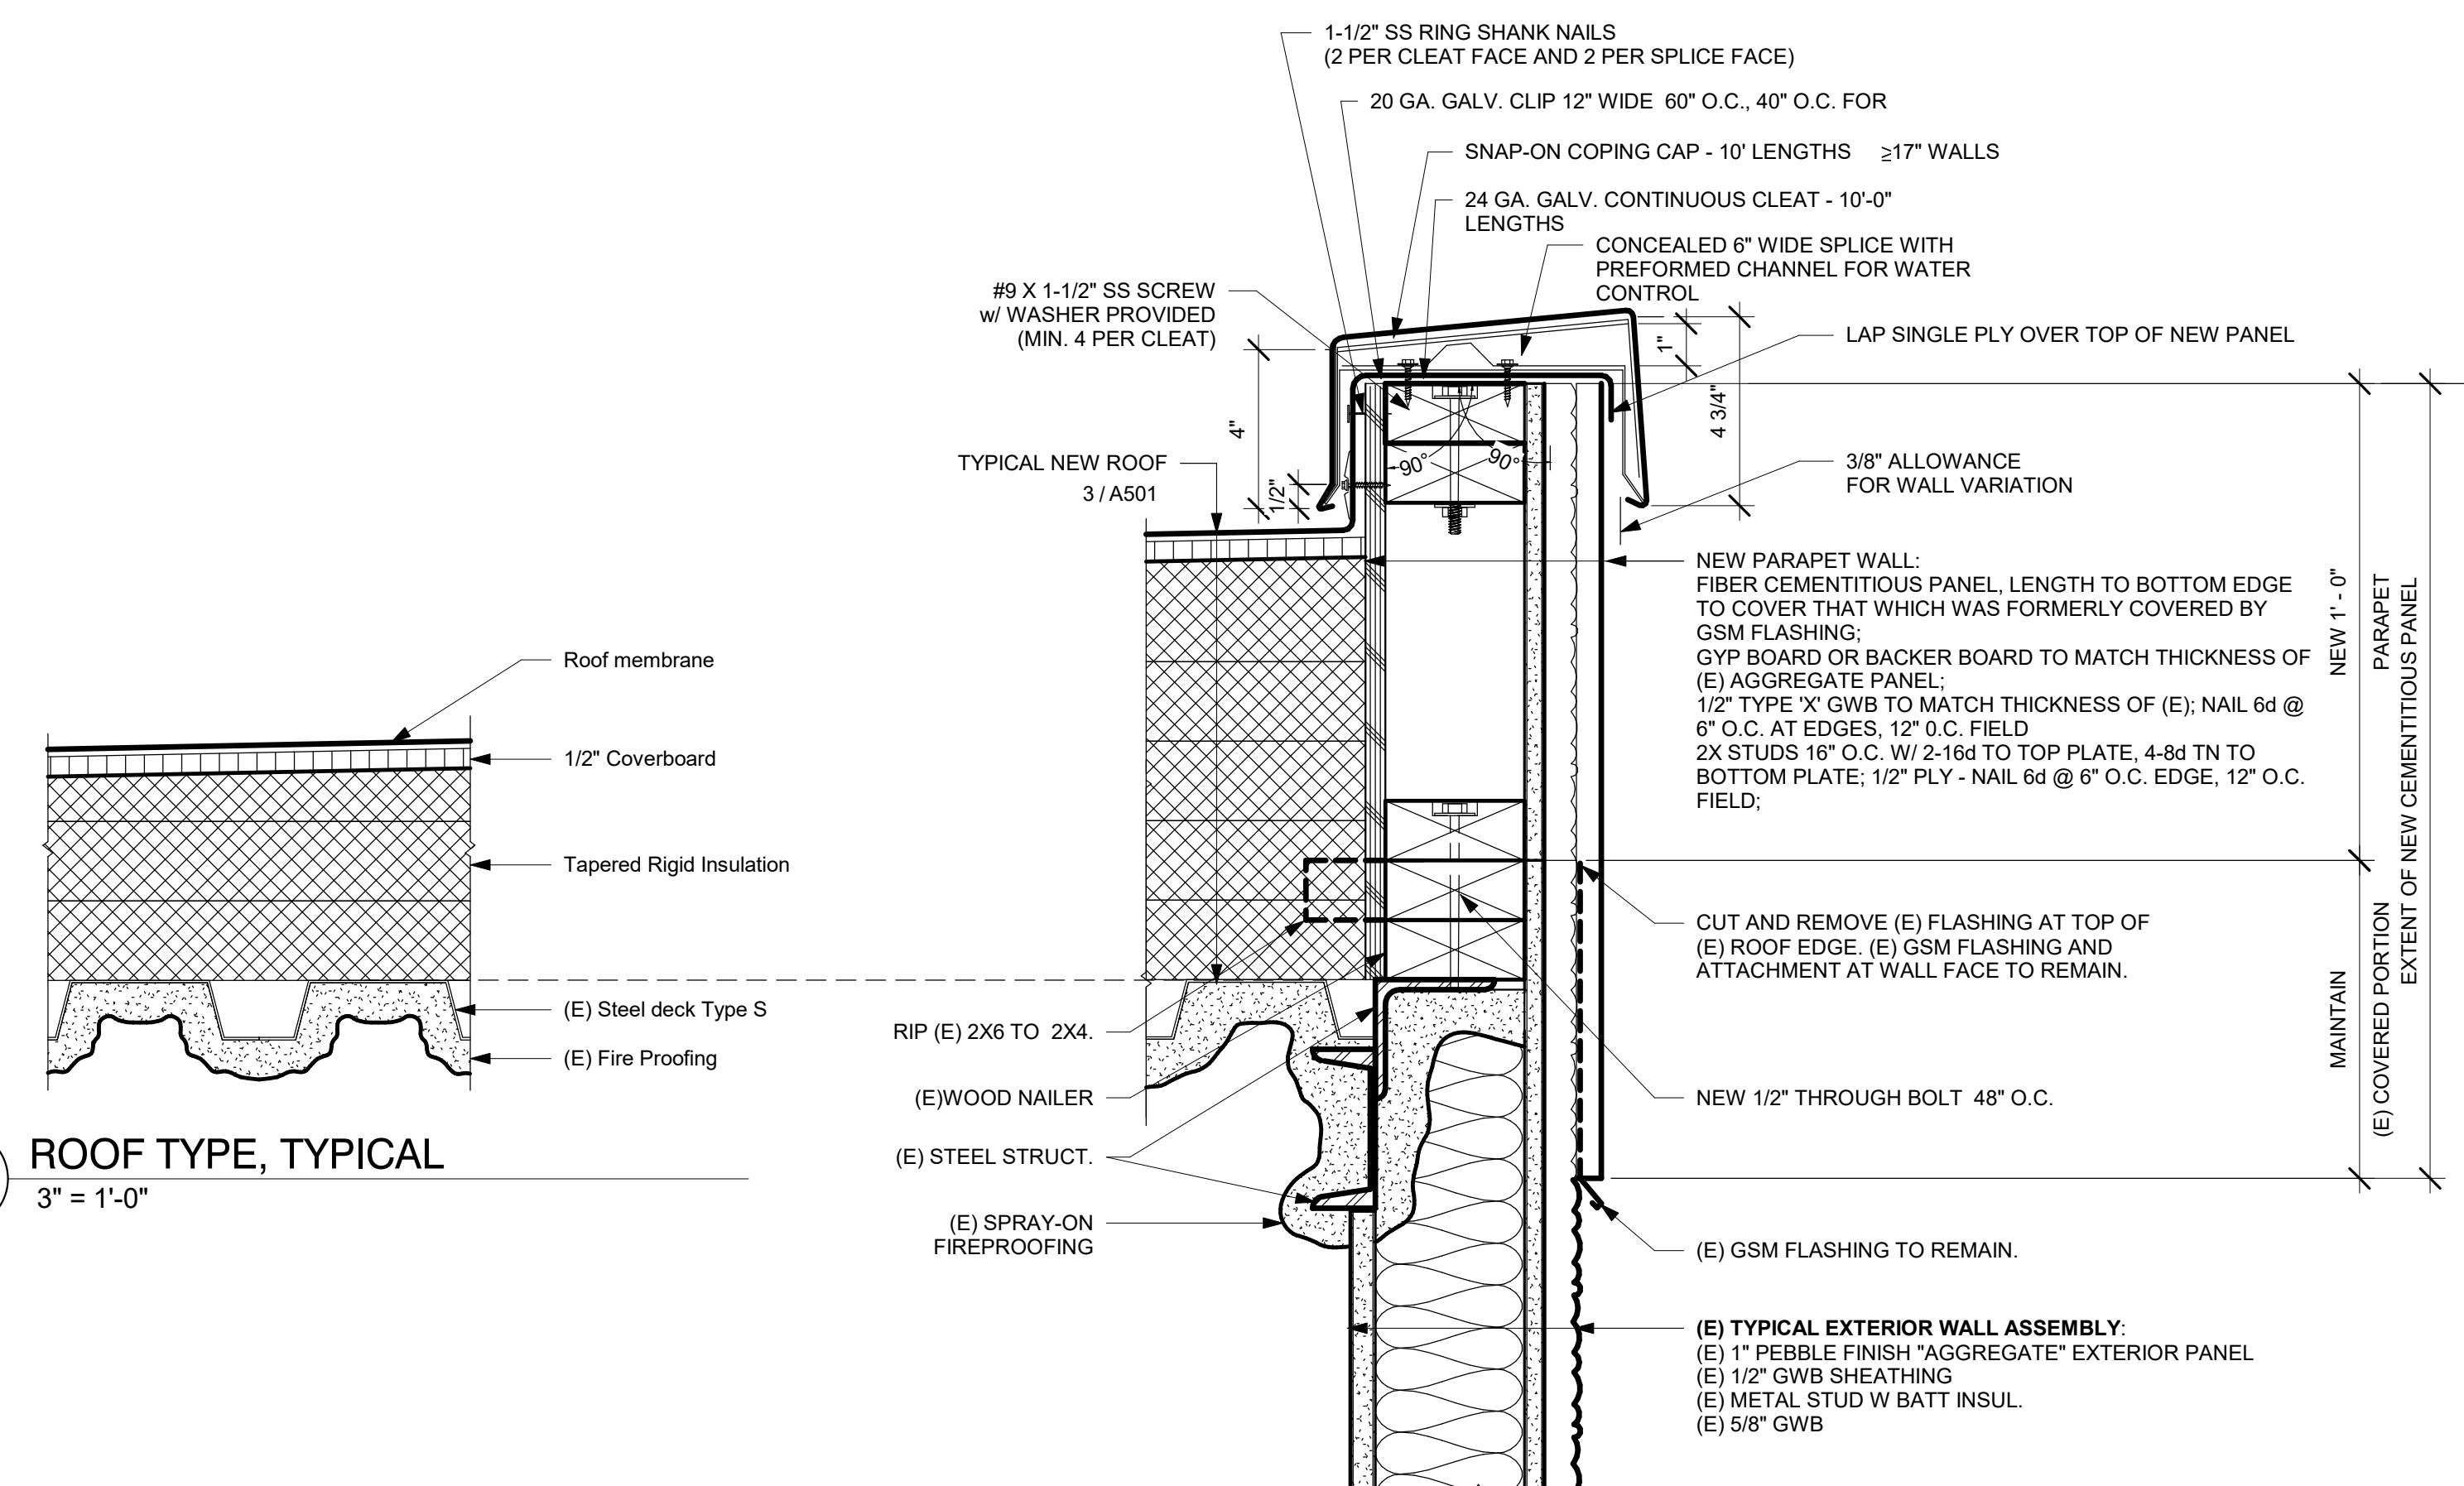 1-1/2" SS RING SHANK NAILS
(2 PER CLEAT FACE AND 2 PER SPLICE FACE)
20 GA. GALV. CLIP 12" WIDE  60" O.C., 40" O.C. FOR
SNAP-ON COPING CAP - 10' LENGTHS     ≥17" WALLS
24 GA. GALV. CONTINUOUS CLEAT - 10'-0"
LENGTHS
CONCEALED 6" WIDE SPLICE WITH
PREFORMED CHANNEL FOR WATER
CONTROL
#9 X 1-1/2" SS SCREW
w/ WASHER PROVIDED
(MIN. 4 PER CLEAT)
LAP SINGLE PLY OVER TOP OF NEW PANEL
1"
4 3/4"
4"
1/2"
90°
90°
TYPICAL NEW ROOF
3 / A501
3/8" ALLOWANCE
FOR WALL VARIATION
NEW PARAPET WALL:
FIBER CEMENTITIOUS PANEL, LENGTH TO BOTTOM EDGE
TO COVER THAT WHICH WAS FORMERLY COVERED BY
GSM FLASHING;
GYP BOARD OR BACKER BOARD TO MATCH THICKNESS OF
(E) AGGREGATE PANEL;
1/2" TYPE 'X' GWB TO MATCH THICKNESS OF (E); NAIL 6d @
6" O.C. AT EDGES, 12" 0.C. FIELD
2X STUDS 16" O.C. W/ 2-16d TO TOP PLATE, 4-8d TN TO
BOTTOM PLATE; 1/2" PLY - NAIL 6d @ 6" O.C. EDGE, 12" O.C.
FIELD;
NEW 1' - 0"
PARAPET
EXTENT OF NEW CEMENTITIOUS PANEL
MAINTAIN
(E) COVERED PORTION
CUT AND REMOVE (E) FLASHING AT TOP OF
(E) ROOF EDGE. (E) GSM FLASHING AND
ATTACHMENT AT WALL FACE TO REMAIN.
NEW 1/2" THROUGH BOLT  48" O.C.
(E) GSM FLASHING TO REMAIN.
(E) TYPICAL EXTERIOR WALL ASSEMBLY:
(E) 1" PEBBLE FINISH "AGGREGATE" EXTERIOR PANEL
(E) 1/2" GWB SHEATHING
(E) METAL STUD W BATT INSUL.
(E) 5/8" GWB
RIP (E) 2X6 TO  2X4.
(E)WOOD NAILER
(E) STEEL STRUCT.
(E) SPRAY-ON
FIREPROOFING
Roof membrane
1/2" Coverboard
Tapered Rigid Insulation
(E) Steel deck Type S
(E) Fire Proofing
ROOF TYPE, TYPICAL
3" = 1'-0"